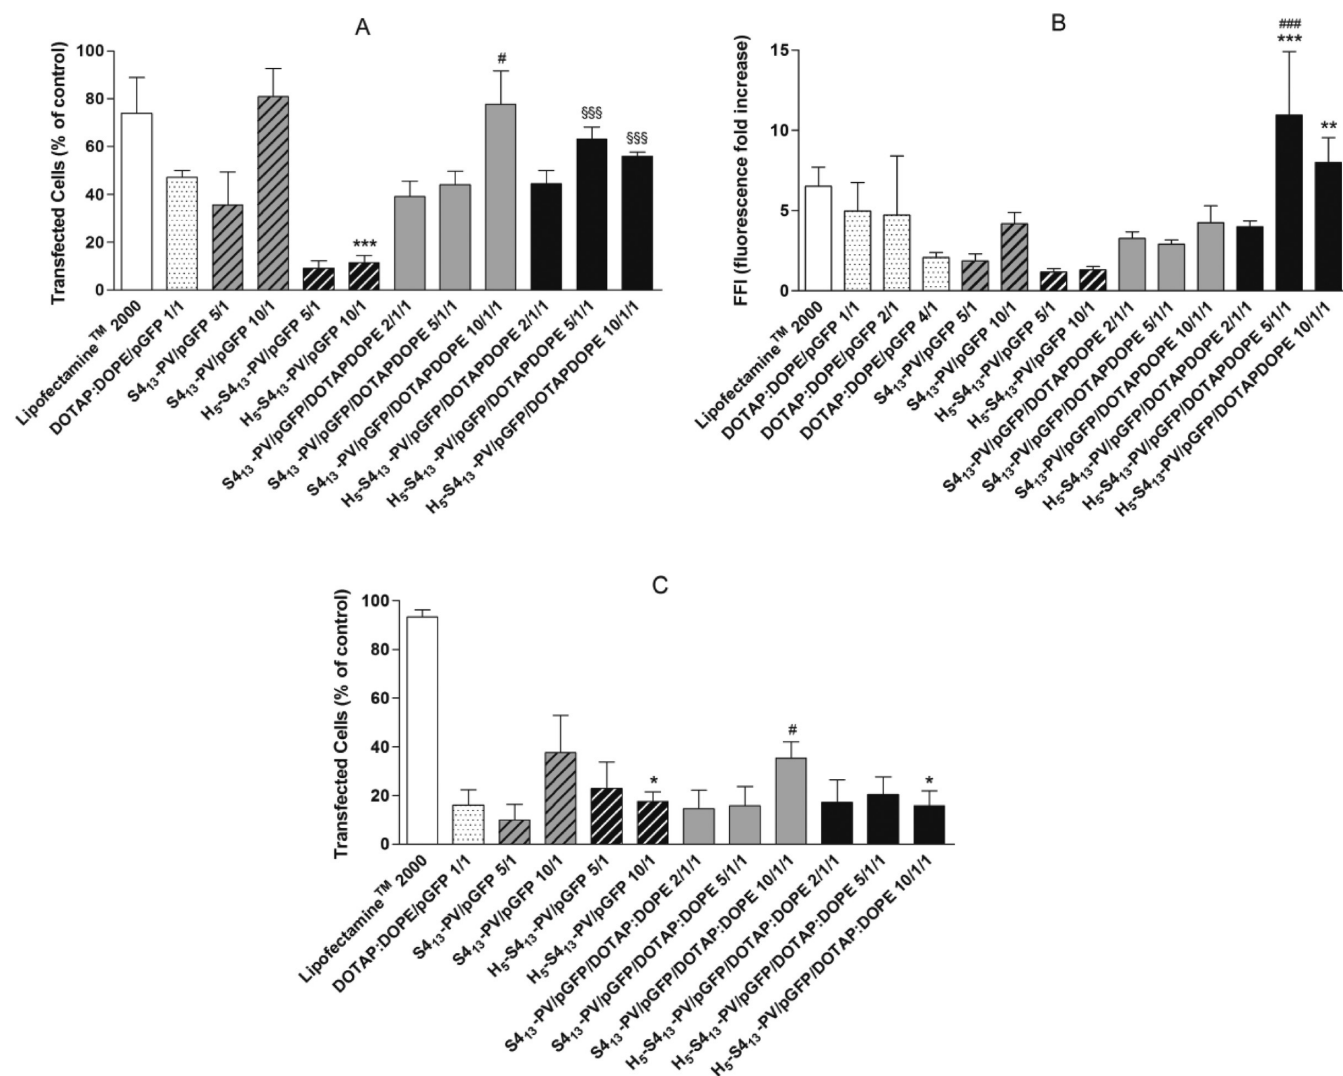 A
Transfected Cells (% of control)
100
80
60
40
20
0
#
***
§§§
§§§
Lipofectamine™ 2000
DOTAP:DOPE/pGFP 1/1
S4₁₃-PV/pGFP 5/1
S4₁₃-PV/pGFP 10/1
H₅-S4₁₃-PV/pGFP 5/1
H₅-S4₁₃-PV/pGFP 10/1
S4₁₃-PV/pGFP/DOTAPDOPE 2/1/1
S4₁₃-PV/pGFP/DOTAPDOPE 5/1/1
S4₁₃-PV/pGFP/DOTAPDOPE 10/1/1
H₅-S4₁₃-PV/pGFP/DOTAPDOPE 2/1/1
H₅-S4₁₃-PV/pGFP/DOTAPDOPE 5/1/1
H₅-S4₁₃-PV/pGFP/DOTAPDOPE 10/1/1
B
FFI (fluorescence fold increase)
15
10
5
0
###
***
**
Lipofectamine™ 2000
DOTAP:DOPE/pGFP 1/1
DOTAP:DOPE/pGFP 2/1
DOTAP:DOPE/pGFP 4/1
S4₁₃-PV/pGFP 5/1
S4₁₃-PV/pGFP 10/1
H₅-S4₁₃-PV/pGFP 5/1
H₅-S4₁₃-PV/pGFP 10/1
S4₁₃-PV/pGFP/DOTAPDOPE 2/1/1
S4₁₃-PV/pGFP/DOTAPDOPE 5/1/1
S4₁₃-PV/pGFP/DOTAPDOPE 10/1/1
H₅-S4₁₃-PV/pGFP/DOTAPDOPE 2/1/1
H₅-S4₁₃-PV/pGFP/DOTAPDOPE 5/1/1
H₅-S4₁₃-PV/pGFP/DOTAPDOPE 10/1/1
C
Transfected Cells (% of control)
100
80
60
40
20
0
*
#
*
Lipofectamine™ 2000
DOTAP:DOPE/pGFP 1/1
S4₁₃-PV/pGFP 5/1
S4₁₃-PV/pGFP 10/1
H₅-S4₁₃-PV/pGFP 5/1
H₅-S4₁₃-PV/pGFP 10/1
S4₁₃-PV/pGFP/DOTAP:DOPE 2/1/1
S4₁₃-PV/pGFP/DOTAP:DOPE 5/1/1
S4₁₃-PV/pGFP/DOTAP:DOPE 10/1/1
H₅-S4₁₃-PV/pGFP/DOTAP:DOPE 2/1/1
H₅-S4₁₃-PV/pGFP/DOTAP:DOPE 5/1/1
H₅-S4₁₃-PV/pGFP/DOTAP:DOPE 10/1/1